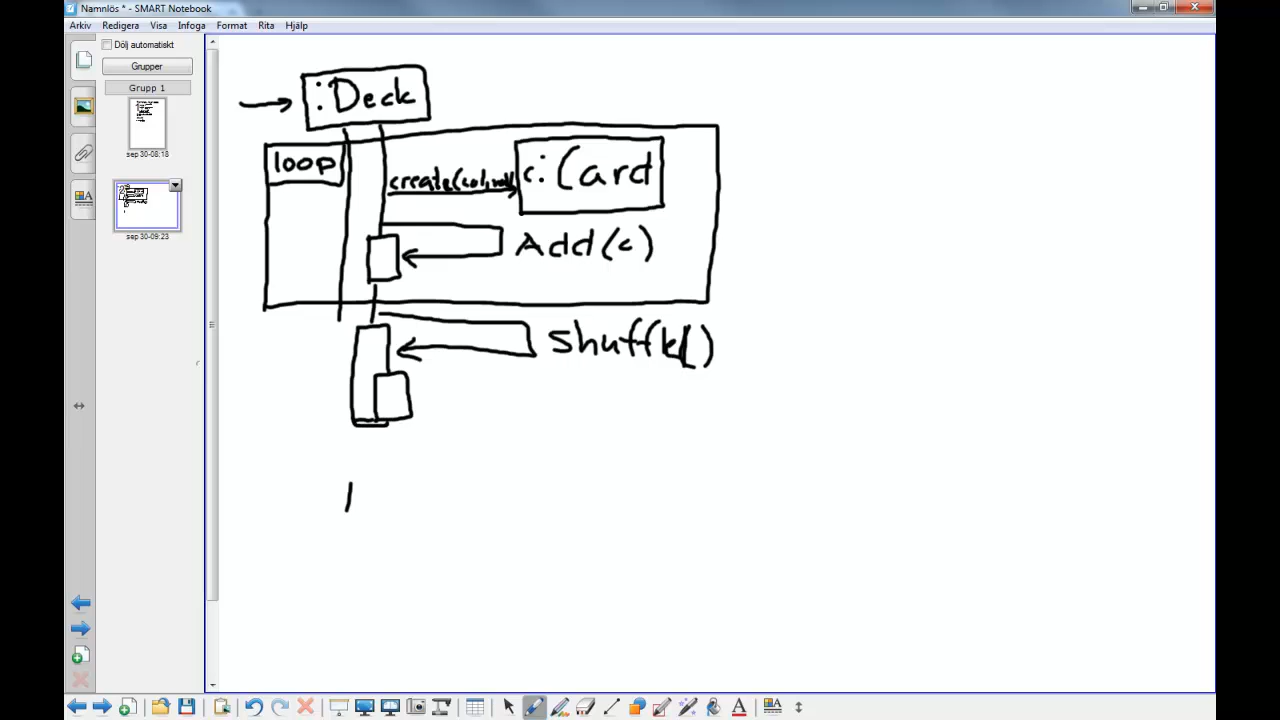 Namnlös * - SMART Notebook
Arkiv Redigera Visa Infoga Format Rita Hjälp
Dölj automatiskt
Grupper
Grupp 1
sep 30-08:18
sep 30-09:23
:Deck
loop
create(
c:Card
Add(c)
Shuffle()